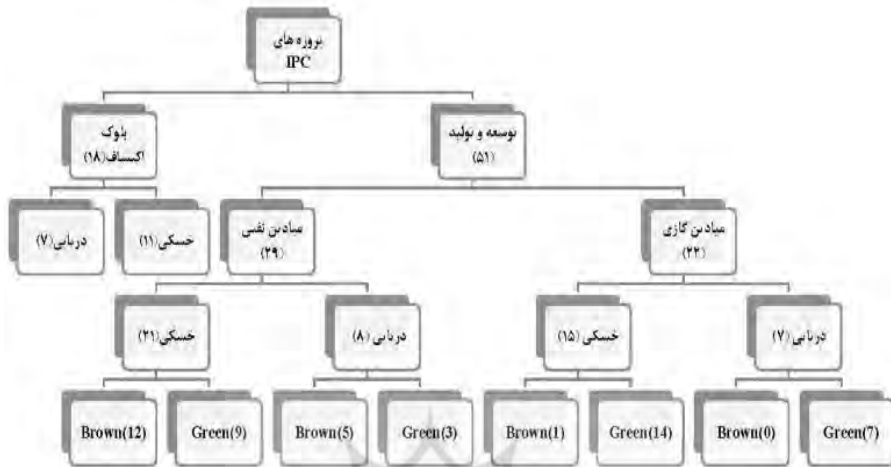 پروژه های
IPC
توسعه و تولید
(۵۱)
بلوک
اکتشاف(۱۸)
میادین گازی
(۲۲)
میادین نفتی
(۲۹)
خشکی(۱۱)
دریایی(۷)
دریایی(۷)
خشکی(۱۵)
دریایی(۸)
خشکی(۲۱)
Brown(12)
Green(9)
Brown(5)
Green(3)
Brown(1)
Green(14)
Brown(0)
Green(7)